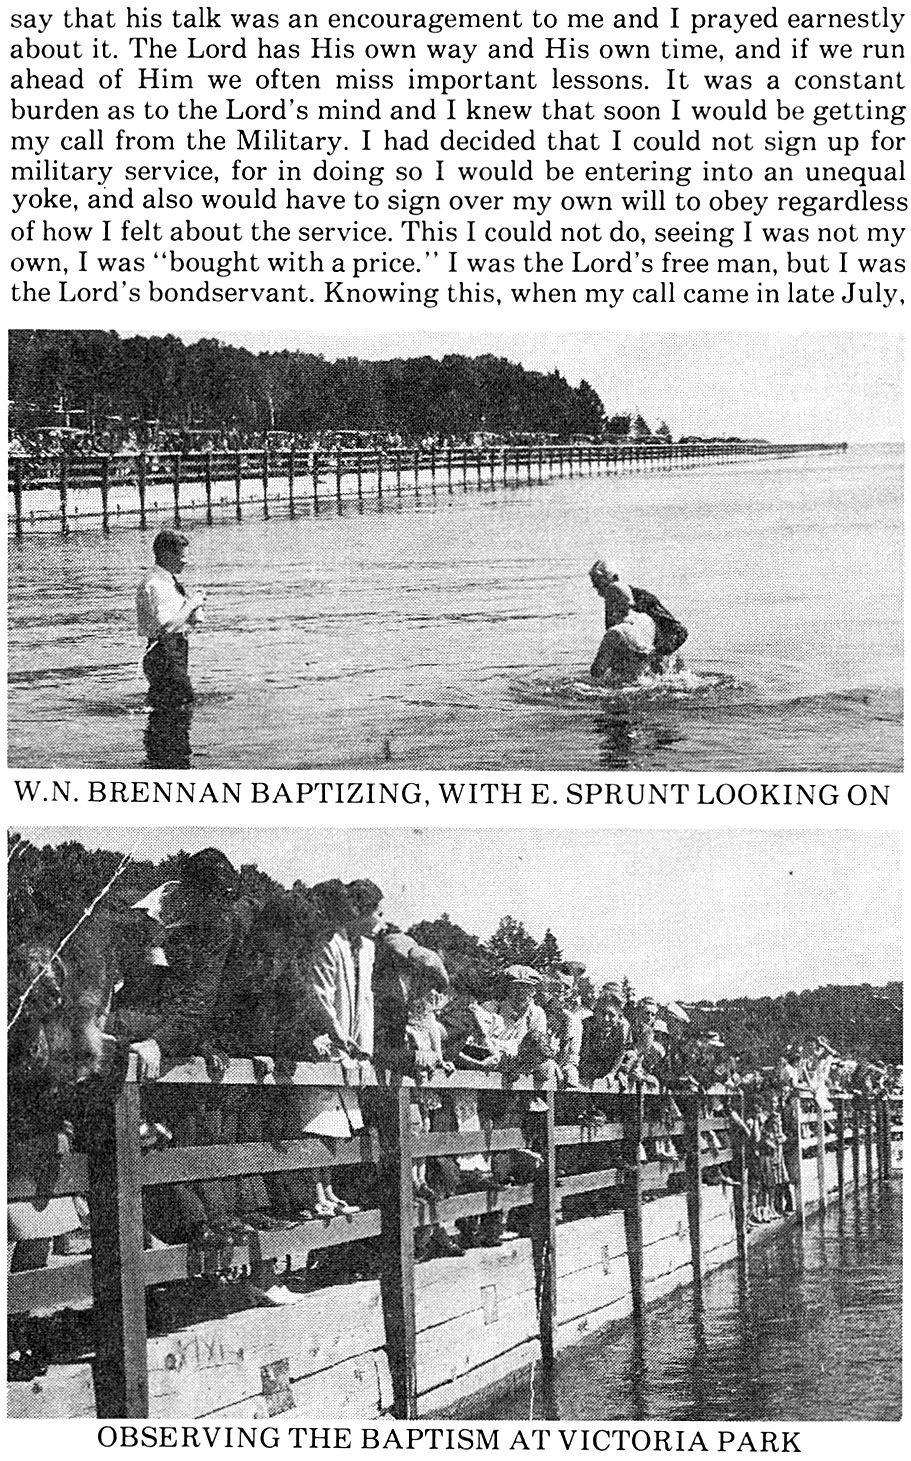 say that his talk was an encouragement to me and I prayed earnestly
about it. The Lord has His own way and His own time, and if we run
ahead of Him we often miss important lessons. It was a constant
burden as to the Lord's mind and I knew that soon I would be getting
my call from the Military. I had decided that I could not sign up for
military service, for in doing so I would be entering into an unequal
yoke, and also would have to sign over my own will to obey regardless
of how I felt about the service. This I could not do, seeing I was not my
own, I was "bought with a price." I was the Lord's free man, but I was
the Lord's bondservant. Knowing this, when my call came in late July,
W.N. BRENNAN BAPTIZING, WITH E. SPRUNT LOOKING ON
OBSERVING THE BAPTISM AT VICTORIA PARK